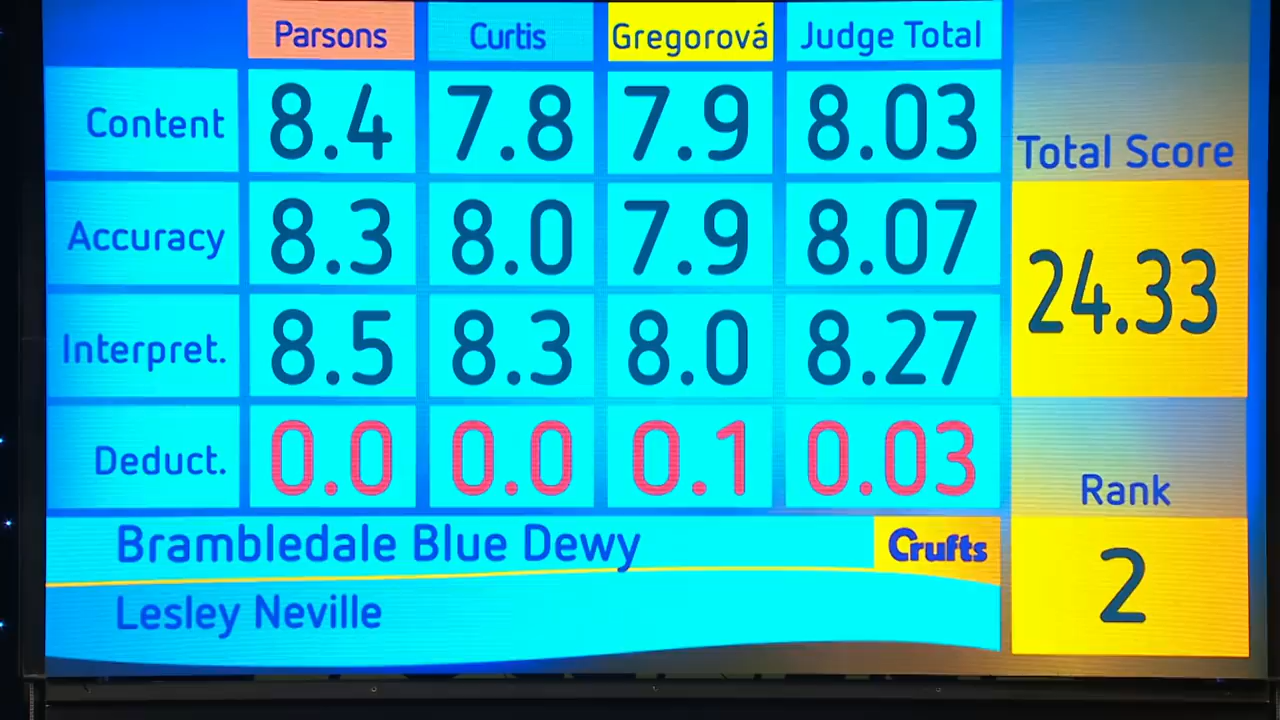 Parsons Curtis Gregorová Judge Total
Content 8.4 7.8 7.9 8.03
Total Score
Accuracy 8.3 8.0 7.9 8.07
24.33
Interpret. 8.5 8.3 8.0 8.27
Deduct. 0.0 0.0 0.1 0.03
Rank
2
Brambledale Blue Dewy Crufts
Lesley Neville